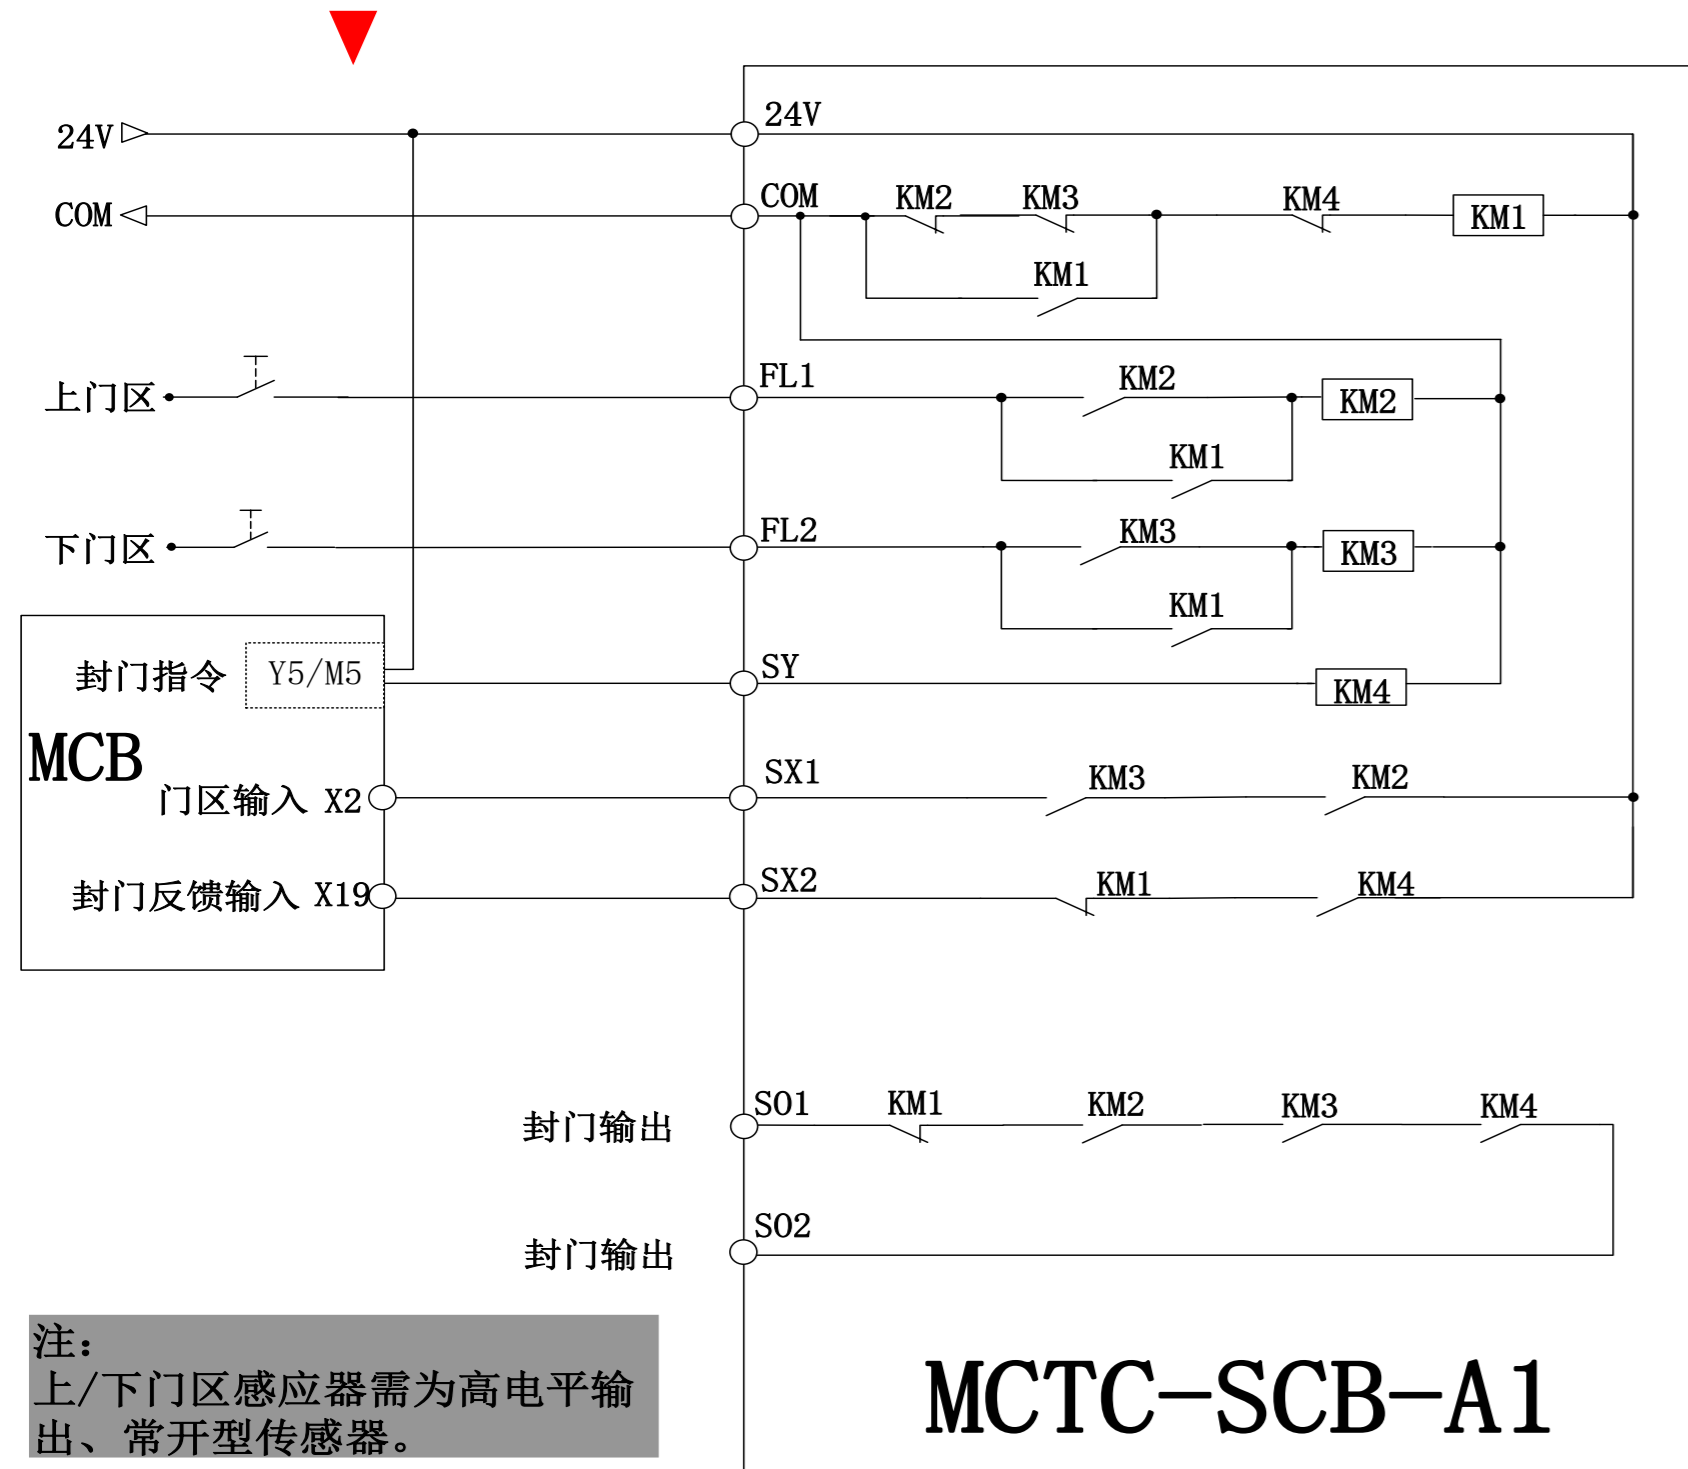 24V
24V
COM
COM
KM2
KM3
KM4
KM1
KM1
上门区
FL1
KM2
KM2
KM1
下门区
FL2
KM3
KM3
KM1
封门指令
Y5/M5
SY
KM4
MCB
门区输入 X2
SX1
KM3
KM2
封门反馈输入 X19
SX2
KM1
KM4
封门输出
SO1
KM1
KM2
KM3
KM4
封门输出
SO2
注:
上/下门区感应器需为高电平输
出、常开型传感器。
MCTC-SCB-A1